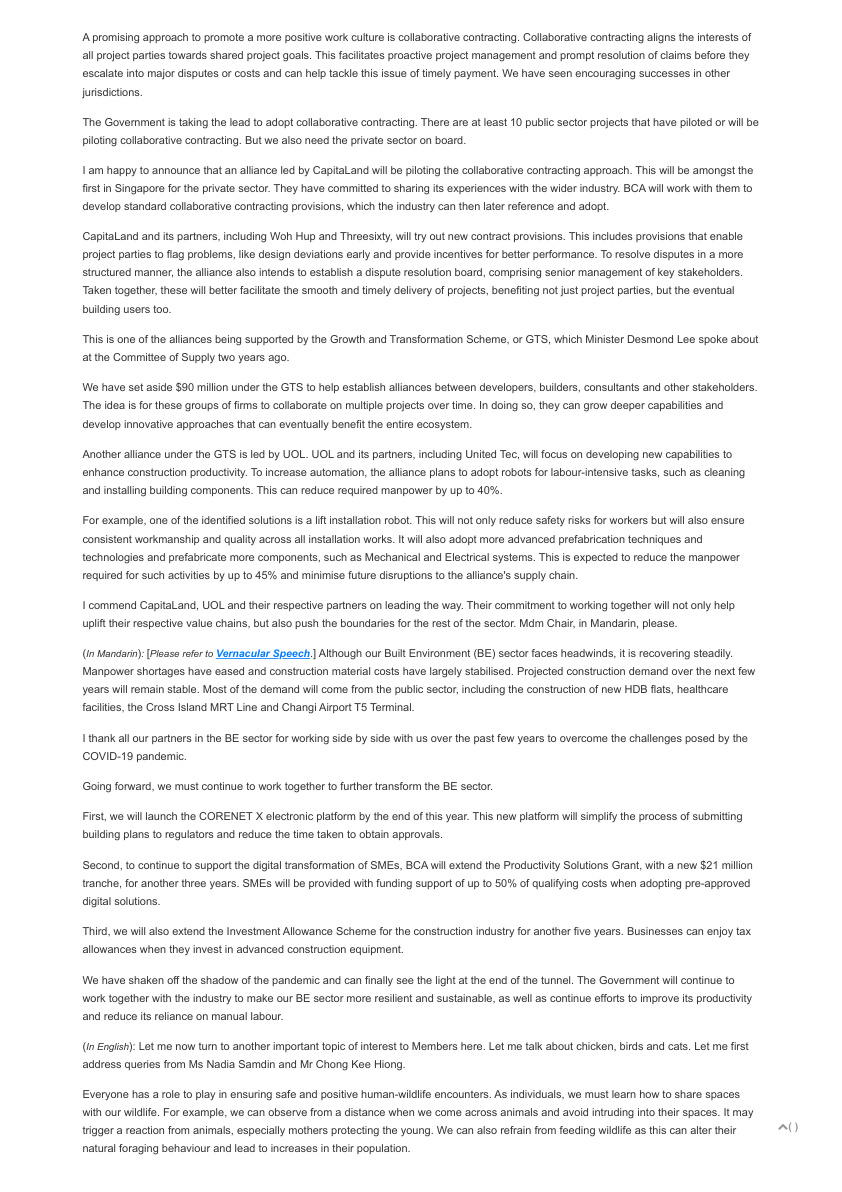 A promising approach to promote a more positive work culture is collaborative contracting. Collaborative contracting aligns the interests of
all project parties towards shared project goals. This facilitates proactive project management and prompt resolution of claims before they
escalate into major disputes or costs and can help tackle this issue of timely payment. We have seen encouraging successes in other
jurisdictions.
The Government is taking the lead to adopt collaborative contracting. There are at least 10 public sector projects that have piloted or will be
piloting collaborative contracting. But we also need the private sector on board.
I am happy to announce that an alliance led by CapitaLand will be piloting the collaborative contracting approach. This will be amongst the
first in Singapore for the private sector. They have committed to sharing its experiences with the wider industry. BCA will work with them to
develop standard collaborative contracting provisions, which the industry can then later reference and adopt.
CapitaLand and its partners, including Woh Hup and Threesixty, will try out new contract provisions. This includes provisions that enable
project parties to flag problems, like design deviations early and provide incentives for better performance. To resolve disputes in a more
structured manner, the alliance also intends to establish a dispute resolution board, comprising senior management of key stakeholders.
Taken together, these will better facilitate the smooth and timely delivery of projects, benefiting not just project parties, but the eventual
building users too.
This is one of the alliances being supported by the Growth and Transformation Scheme, or GTS, which Minister Desmond Lee spoke about
at the Committee of Supply two years ago.
We have set aside $90 million under the GTS to help establish alliances between developers, builders, consultants and other stakeholders.
The idea is for these groups of firms to collaborate on multiple projects over time. In doing so, they can grow deeper capabilities and
develop innovative approaches that can eventually benefit the entire ecosystem.
Another alliance under the GTS is led by UOL. UOL and its partners, including United Tec, will focus on developing new capabilities to
enhance construction productivity. To increase automation, the alliance plans to adopt robots for labour-intensive tasks, such as cleaning
and installing building components. This can reduce required manpower by up to 40%.
For example, one of the identified solutions is a lift installation robot. This will not only reduce safety risks for workers but will also ensure
consistent workmanship and quality across all installation works. It will also adopt more advanced prefabrication techniques and
technologies and prefabricate more components, such as Mechanical and Electrical systems. This is expected to reduce the manpower
required for such activities by up to 45% and minimise future disruptions to the alliance's supply chain.
I commend CapitaLand, UOL and their respective partners on leading the way. Their commitment to working together will not only help
uplift their respective value chains, but also push the boundaries for the rest of the sector. Mdm Chair, in Mandarin, please.
(In Mandarin): [Please refer to Vernacular Speech.] Although our Built Environment (BE) sector faces headwinds, it is recovering steadily.
Manpower shortages have eased and construction material costs have largely stabilised. Projected construction demand over the next few
years will remain stable. Most of the demand will come from the public sector, including the construction of new HDB flats, healthcare
facilities, the Cross Island MRT Line and Changi Airport T5 Terminal.
I thank all our partners in the BE sector for working side by side with us over the past few years to overcome the challenges posed by the
COVID-19 pandemic.
Going forward, we must continue to work together to further transform the BE sector.
First, we will launch the CORENET X electronic platform by the end of this year. This new platform will simplify the process of submitting
building plans to regulators and reduce the time taken to obtain approvals.
Second, to continue to support the digital transformation of SMEs, BCA will extend the Productivity Solutions Grant, with a new $21 million
tranche, for another three years. SMEs will be provided with funding support of up to 50% of qualifying costs when adopting pre-approved
digital solutions.
Third, we will also extend the Investment Allowance Scheme for the construction industry for another five years. Businesses can enjoy tax
allowances when they invest in advanced construction equipment.
We have shaken off the shadow of the pandemic and can finally see the light at the end of the tunnel. The Government will continue to
work together with the industry to make our BE sector more resilient and sustainable, as well as continue efforts to improve its productivity
and reduce its reliance on manual labour.
(In English): Let me now turn to another important topic of interest to Members here. Let me talk about chicken, birds and cats. Let me first
address queries from Ms Nadia Samdin and Mr Chong Kee Hiong.
Everyone has a role to play in ensuring safe and positive human-wildlife encounters. As individuals, we must learn how to share spaces
with our wildlife. For example, we can observe from a distance when we come across animals and avoid intruding into their spaces. It may
trigger a reaction from animals, especially mothers protecting the young. We can also refrain from feeding wildlife as this can alter their
natural foraging behaviour and lead to increases in their population.
( )